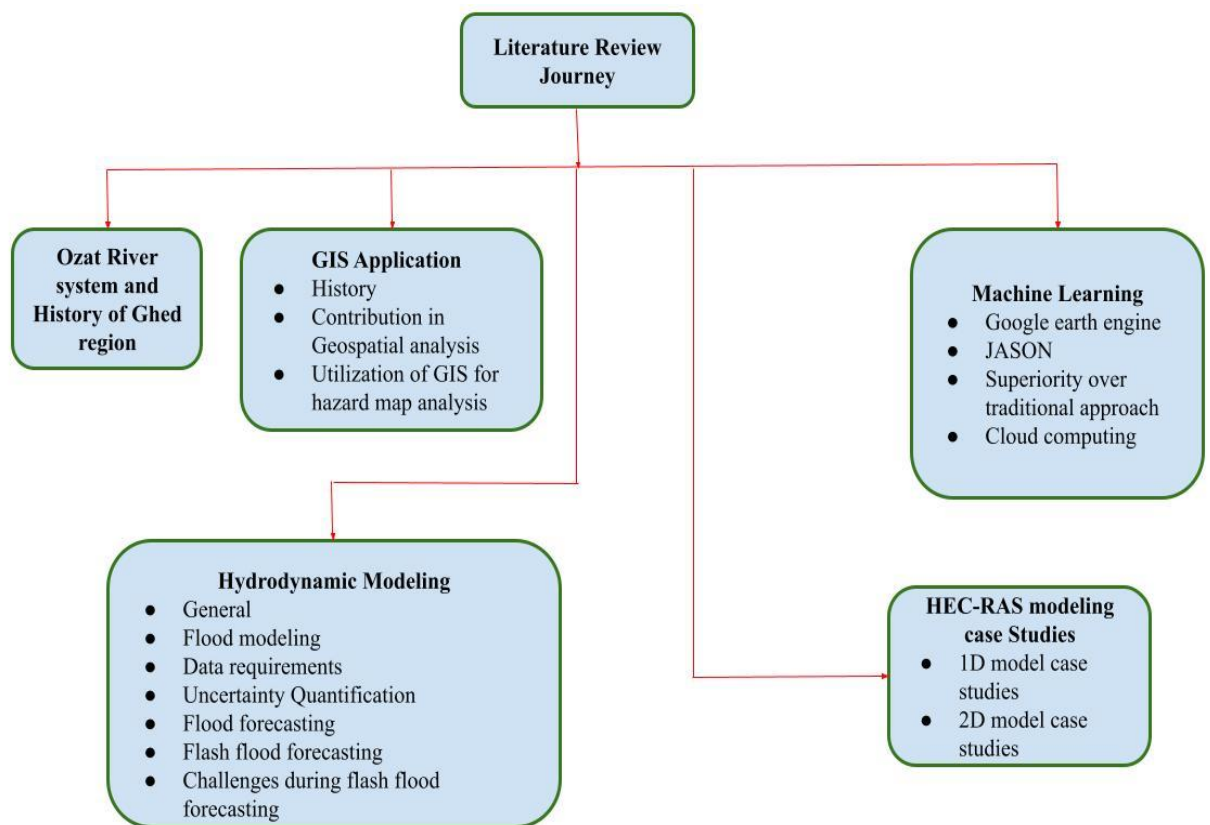 Literature Review
Journey
Ozat River
system and
History of Ghed
region
GIS Application
● History
● Contribution in
Geospatial analysis
● Utilization of GIS for
hazard map analysis
Machine Learning
● Google earth engine
● JASON
● Superiority over
traditional approach
● Cloud computing
Hydrodynamic Modeling
● General
● Flood modeling
● Data requirements
● Uncertainty Quantification
● Flood forecasting
● Flash flood forecasting
● Challenges during flash flood
forecasting
HEC-RAS modeling
case Studies
● 1D model case
studies
● 2D model case
studies